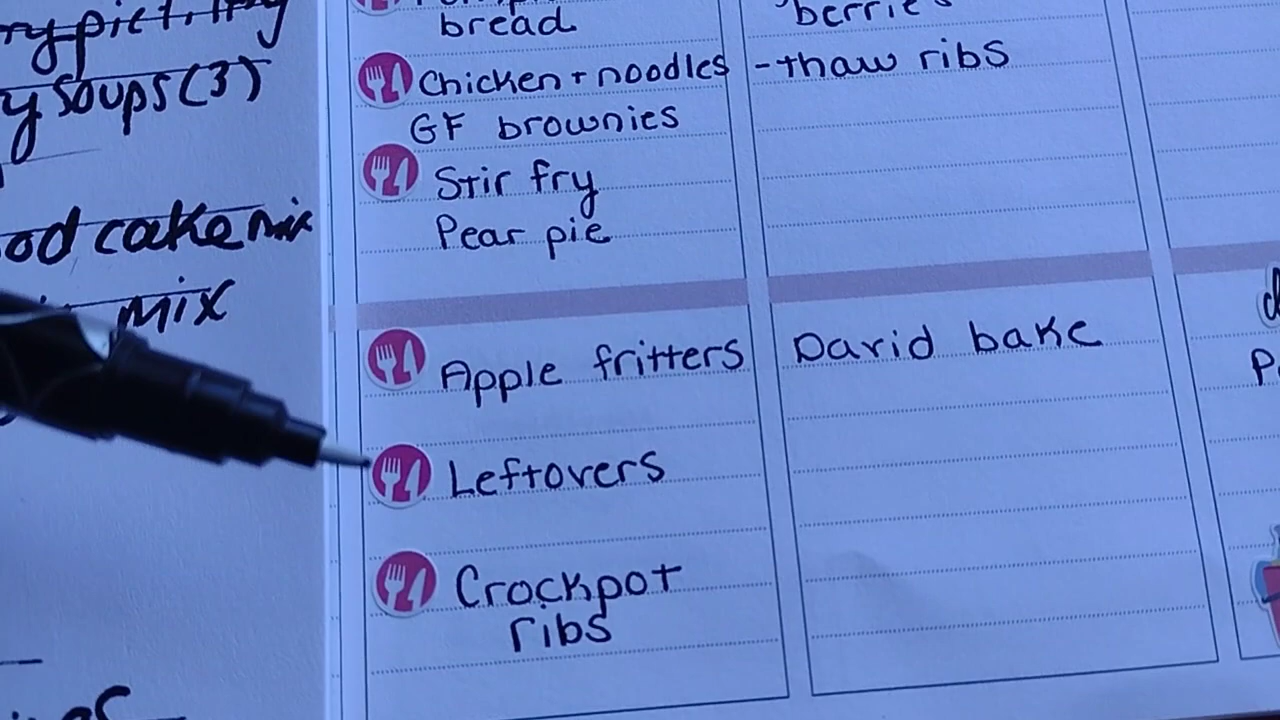 soups (3)
cake mix
mix
bread
Chicken + noodles
GF brownies
Stir fry
Pear pie
Apple fritters
Leftovers
Crockpot
ribs
berries
-thaw ribs
David bake